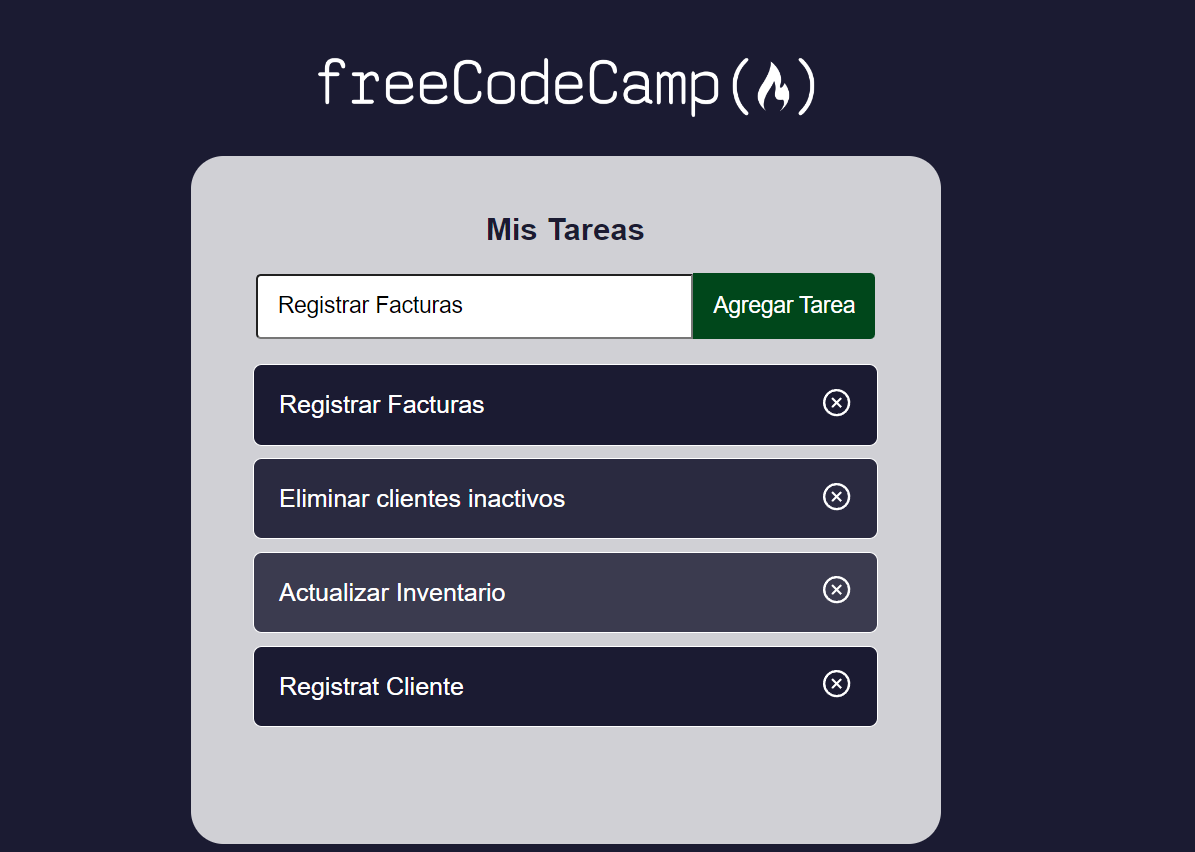 freeCodeCamp(🔥)
Mis Tareas
Registrar Facturas
Agregar Tarea
Registrar Facturas
Eliminar clientes inactivos
Actualizar Inventario
Registrat Cliente